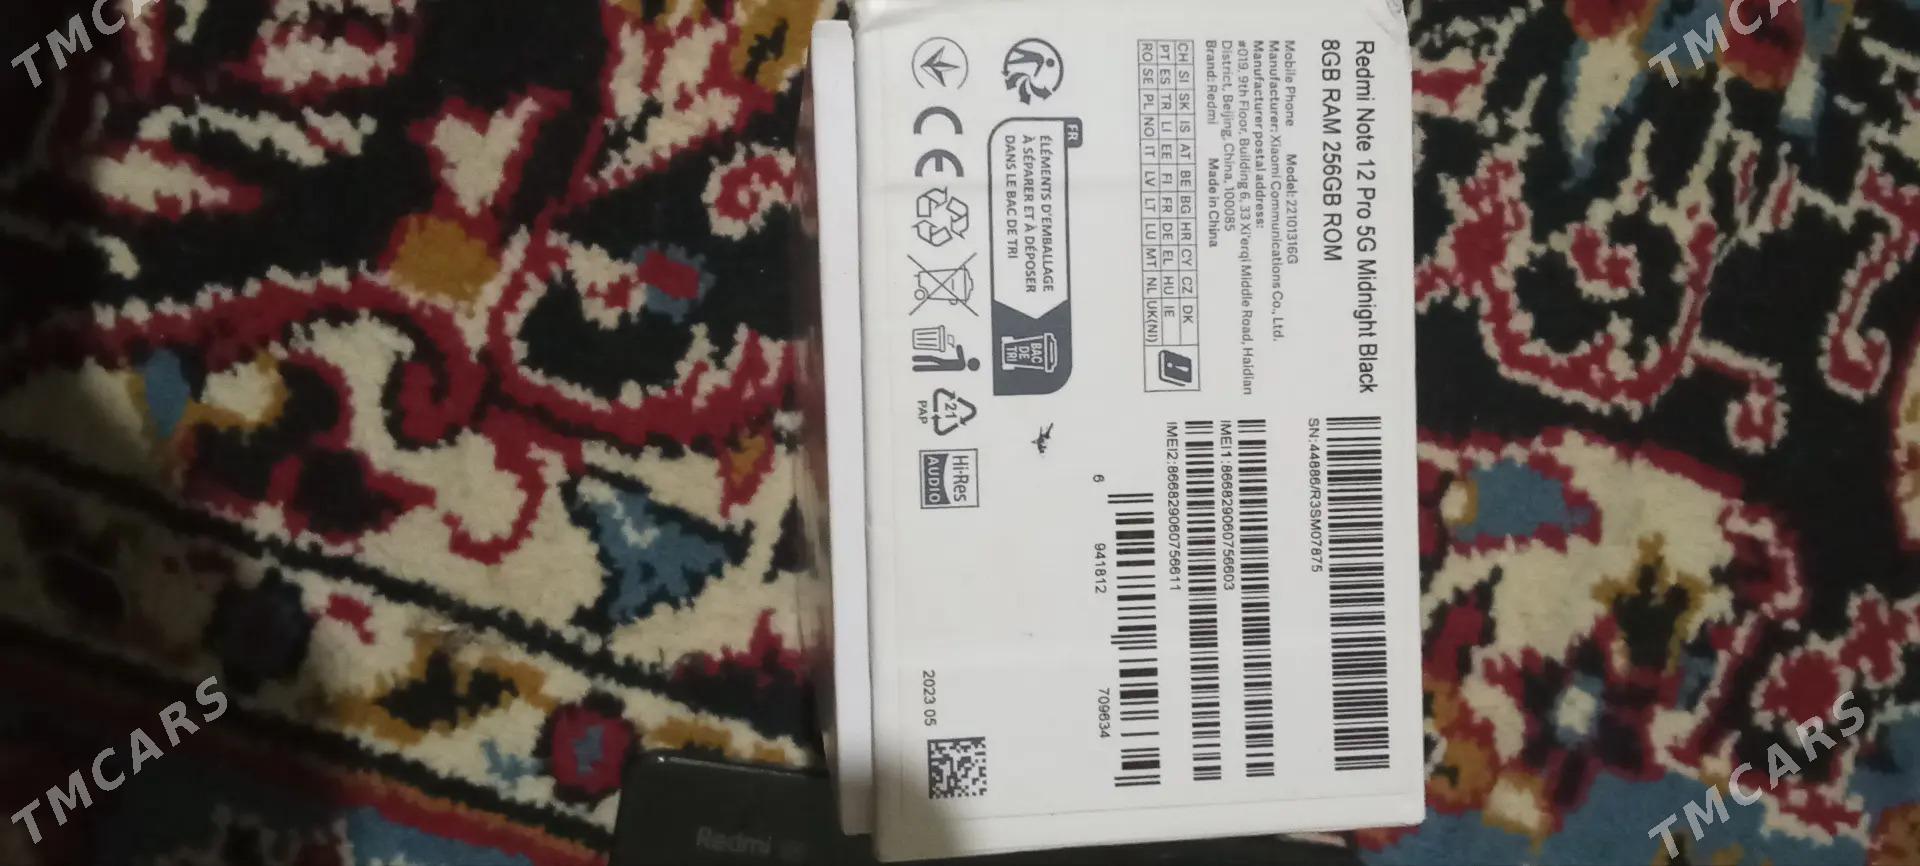 Redmi Note 12 Pro 5G Midnight Black
8GB RAM 256GB ROM
Mobile Phone Model: 22101316G
Manufacturer: Xiaomi Communications Co., Ltd.
Manufacturer postal address:
#019, 9th Floor, Building 6, 33 Xi'erqi Middle Road, Haidian
District, Beijing, China, 100085
Brand: Redmi Made in China
CH SI SK IS AT BE BG HR CY CZ DK
PT ES TR LI EE FI FR DE EL HU IE
RO SE PL NO IT LV LT LU MT NL UK(NI)
SN:44886/R3SM07875
IMEI1:866829060756603
IMEI2:866829060756611
6 941812 709634
FR
ÉLÉMENTS D'EMBALLAGE
À SÉPARER ET À DÉPOSER
DANS LE BAC DE TRI
BAC
DE
TRI
CE
21
PAP
Hi-Res
AUDIO
2023 05
Redmi
TMCARS
TMCARS
TMCARS
TMCARS